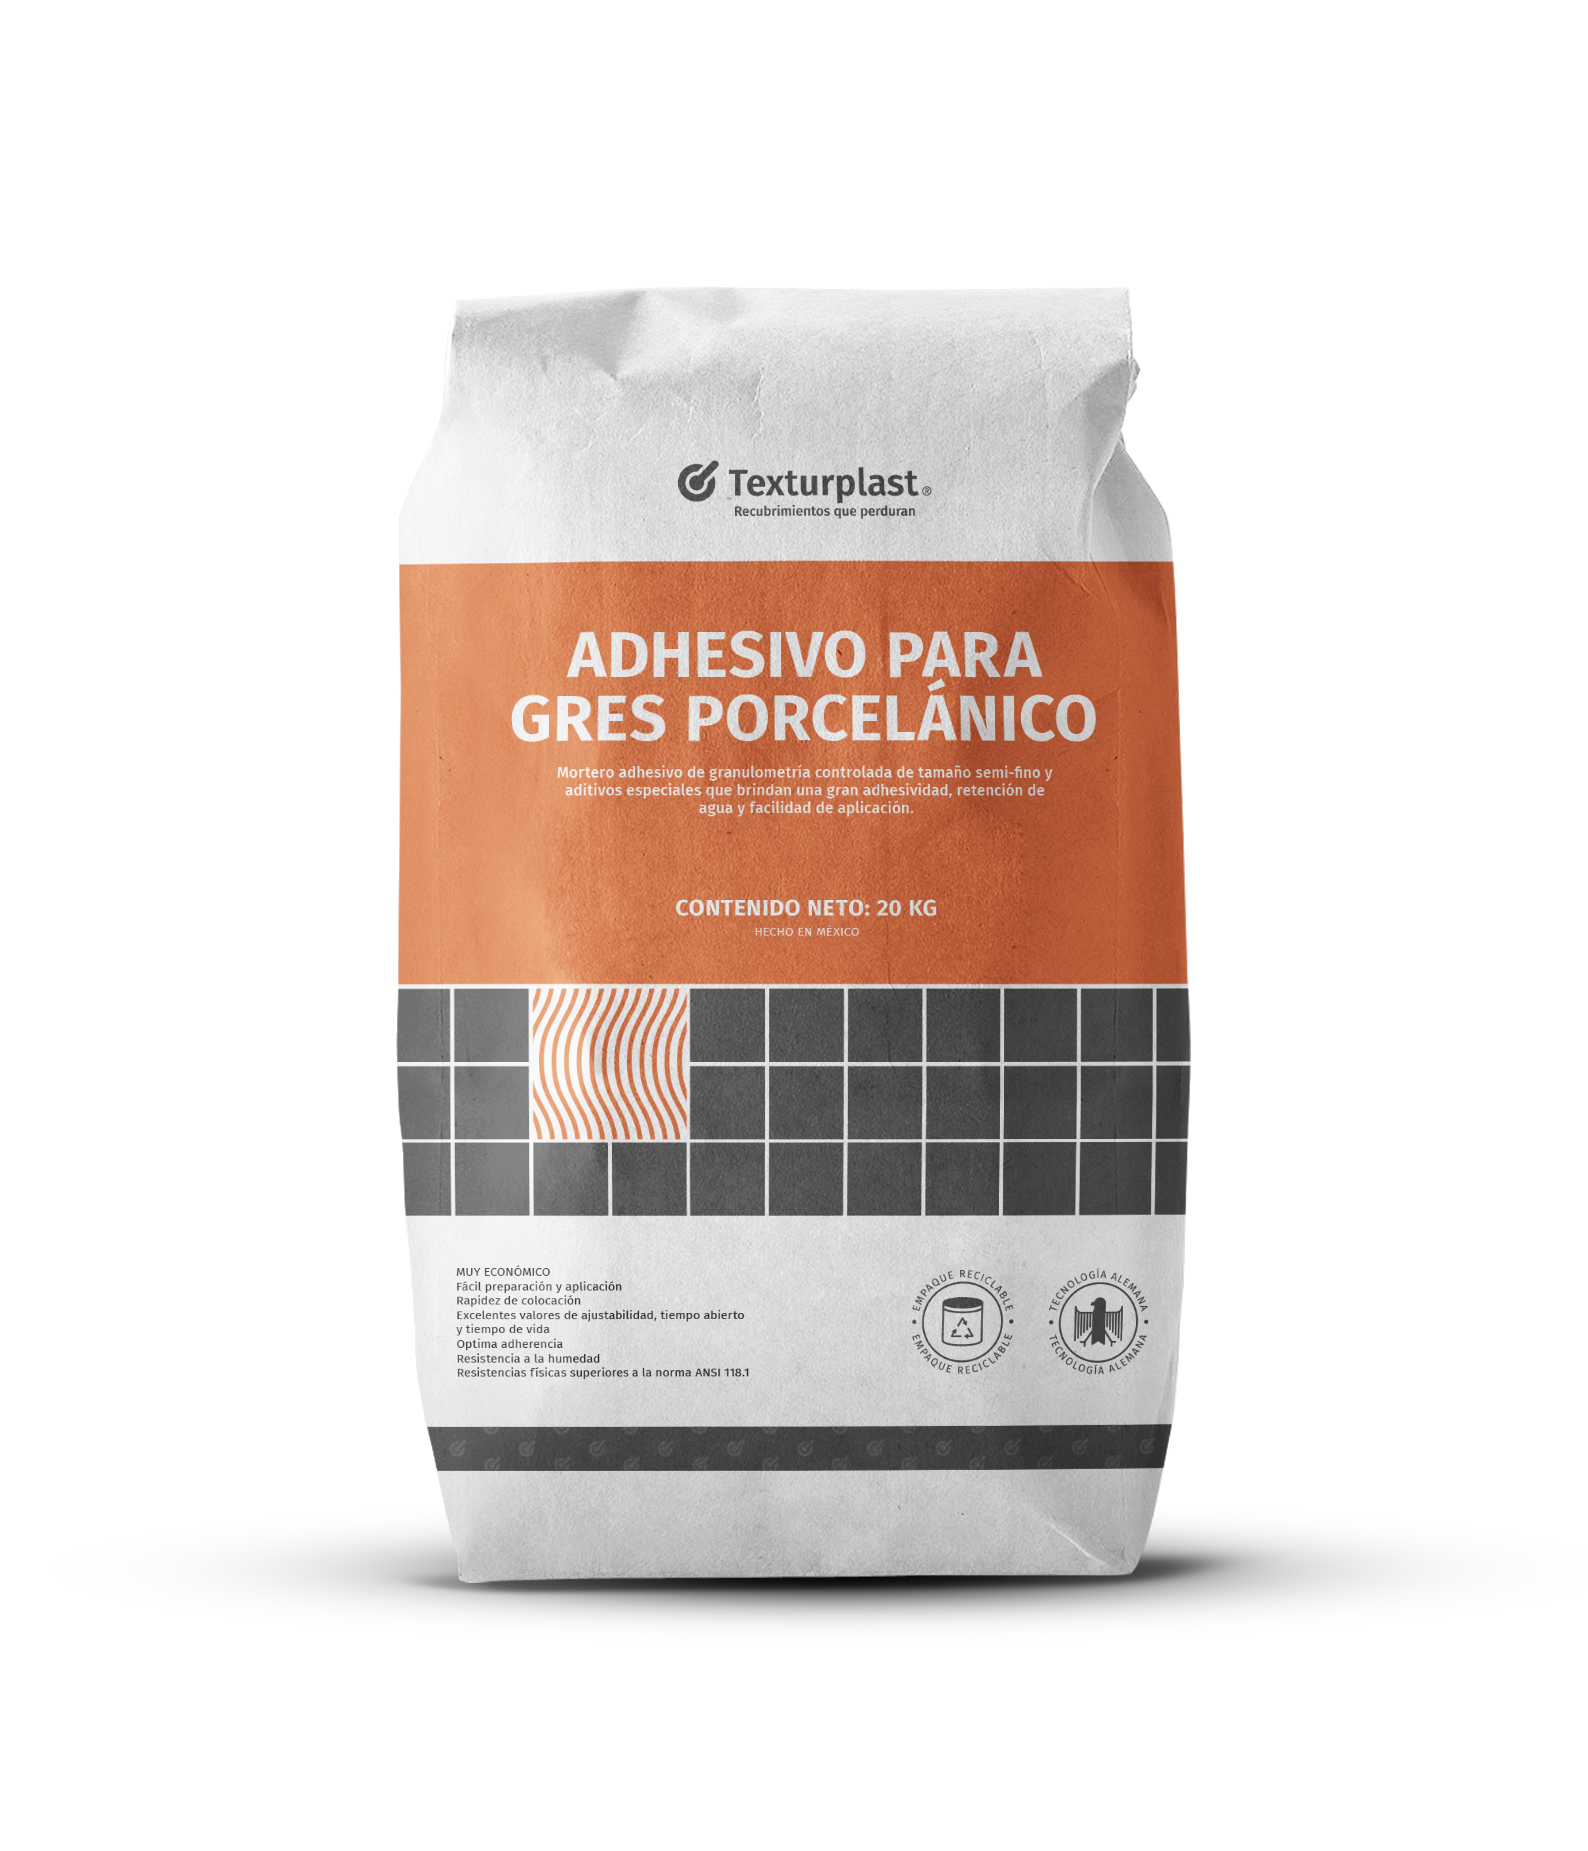 Texturplast®
Recubrimientos que perduran
ADHESIVO PARA
GRES PORCELÁNICO
Mortero adhesivo de granulometría controlada de tamaño semi-fino y
aditivos especiales que brindan una gran adhesividad, retención de
agua y facilidad de aplicación.
CONTENIDO NETO: 20 KG
HECHO EN MÉXICO
MUY ECONÓMICO
Fácil preparación y aplicación
Rapidez de colocación
Excelentes valores de ajustabilidad, tiempo abierto
y tiempo de vida
Optima adherencia
Resistencia a la humedad
Resistencias físicas superiores a la norma ANSI 118.1
EMPAQUE RECICLABLE
EMPAQUE RECICLABLE
TECNOLOGÍA ALEMANA
TECNOLOGÍA ALEMANA